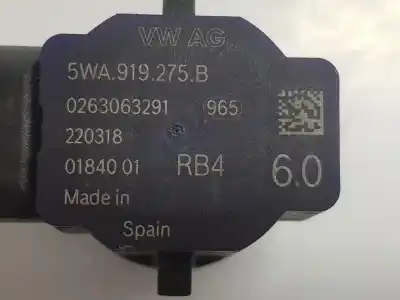 VW AG
5WA.919.275.B
0263063291 965
220318
01840 01 RB4 6.0
Made in
Spain